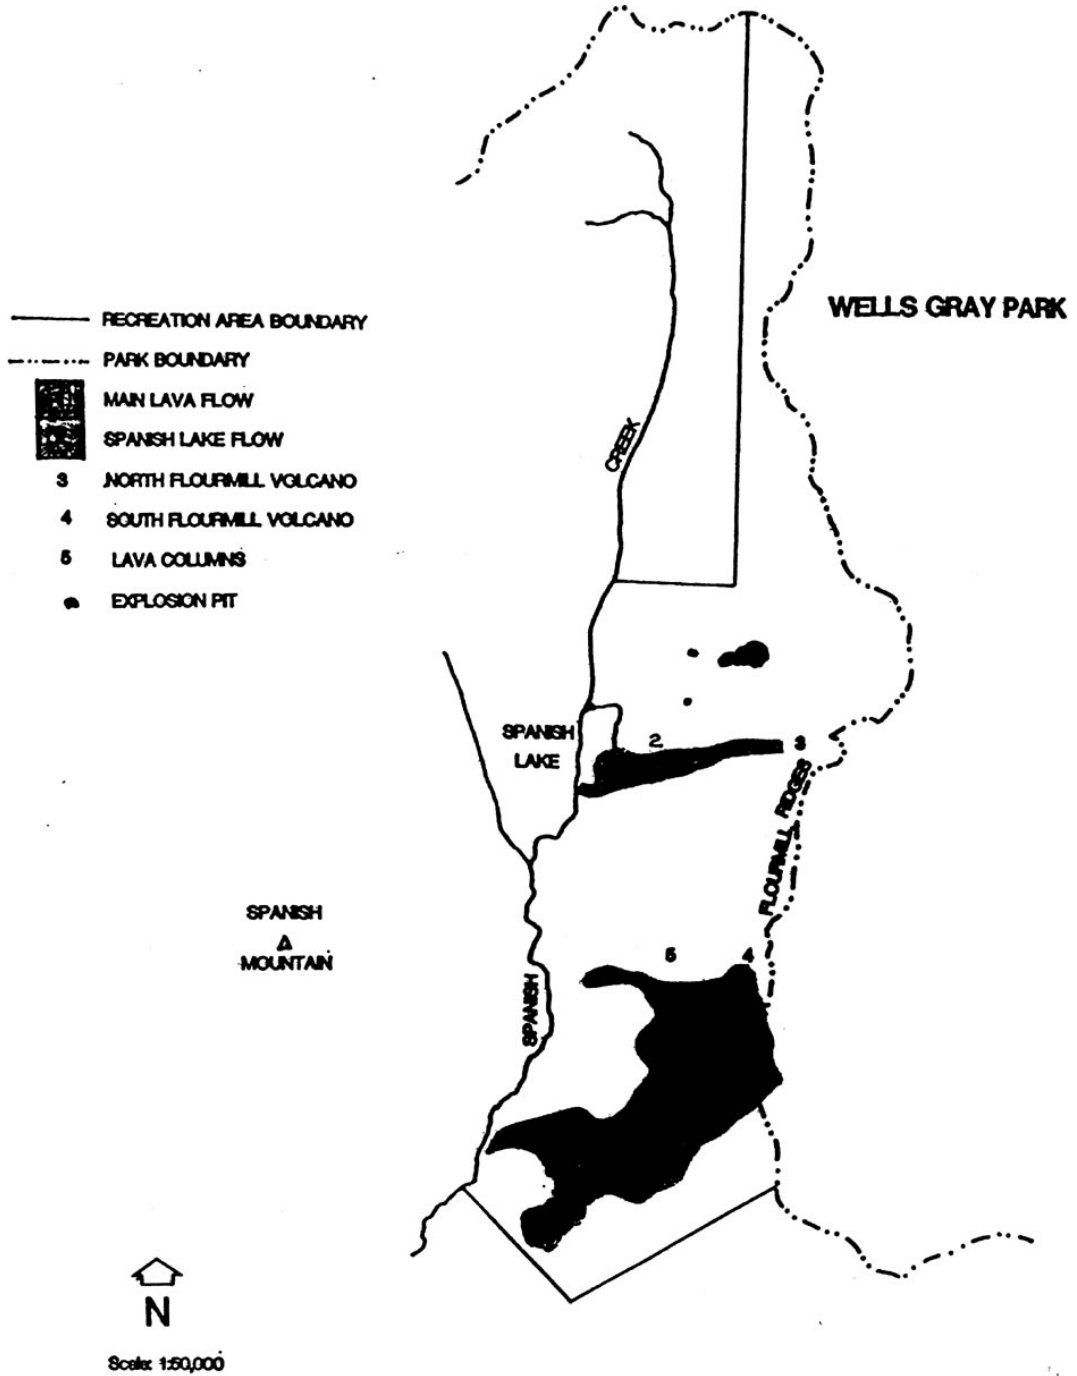 WELLS GRAY PARK
RECREATION AREA BOUNDARY
PARK BOUNDARY
MAIN LAVA FLOW
SPANISH LAKE FLOW
3 NORTH FLOURMILL VOLCANO
4 SOUTH FLOURMILL VOLCANO
5 LAVA COLUMNS
EXPLOSION PIT
CREEK
SPANISH
LAKE
2
3
FLOURMILL RIDGES
SPANISH
MOUNTAIN
5
4
SPANISH
N
Scale: 1:50,000